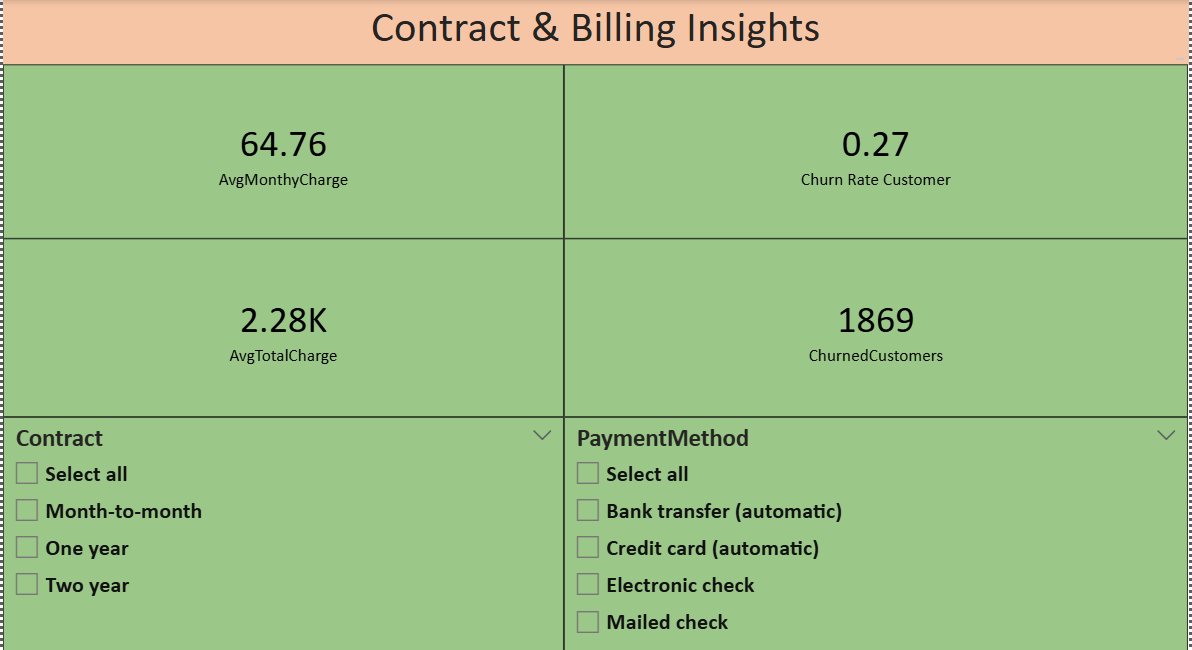 Contract & Billing Insights
64.76
AvgMonthyCharge
0.27
Churn Rate Customer
2.28K
AvgTotalCharge
1869
ChurnedCustomers
Contract
Select all
Month-to-month
One year
Two year
PaymentMethod
Select all
Bank transfer (automatic)
Credit card (automatic)
Electronic check
Mailed check